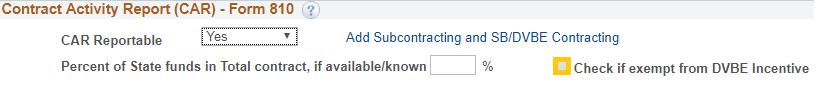 Contract Activity Report (CAR) - Form 810 ?
CAR Reportable Yes Add Subcontracting and SB/DVBE Contracting
Percent of State funds in Total contract, if available/known % Check if exempt from DVBE Incentive